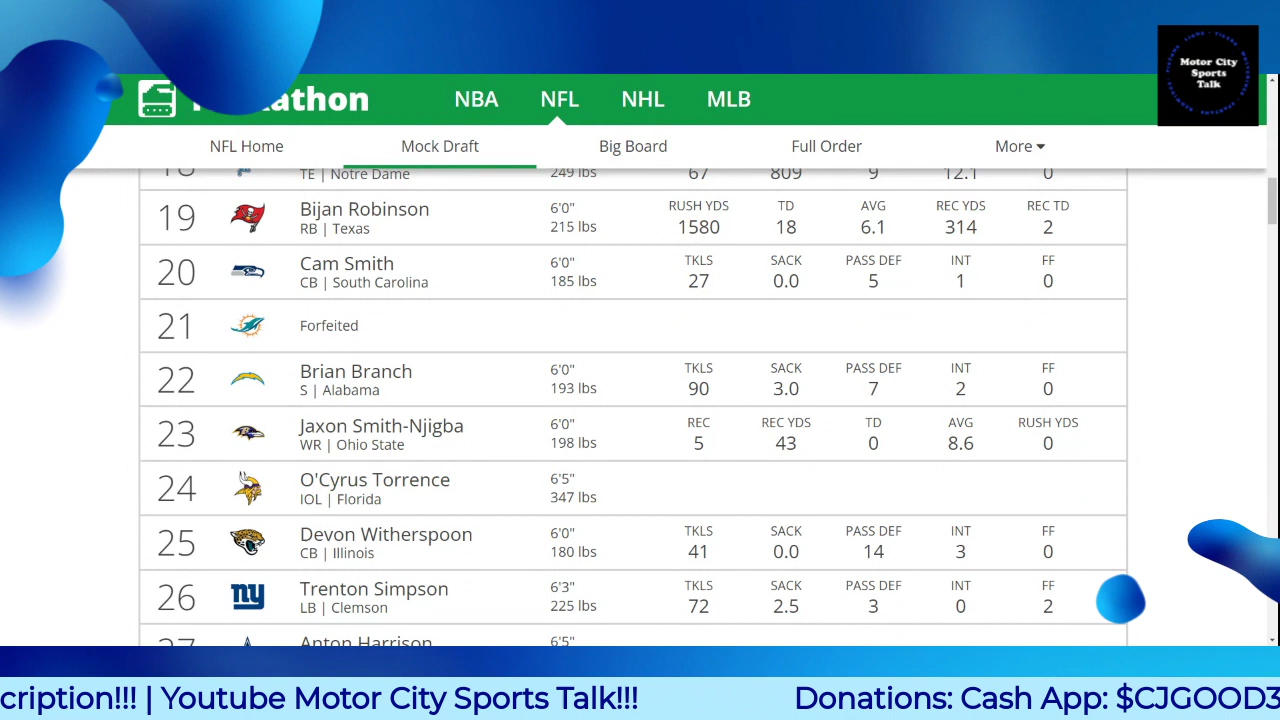 Motor City
Sports
Talk
NBA NFL NHL MLB
NFL Home Mock Draft Big Board Full Order More
TE | Notre Dame 249 lbs 67 809 9 12.1 0
19 Bijan Robinson 6'0" RUSH YDS TD AVG REC YDS REC TD
RB | Texas 215 lbs 1580 18 6.1 314 2
20 Cam Smith 6'0" TKLS SACK PASS DEF INT FF
CB | South Carolina 185 lbs 27 0.0 5 1 0
21 Forfeited
22 Brian Branch 6'0" TKLS SACK PASS DEF INT FF
S | Alabama 193 lbs 90 3.0 7 2 0
23 Jaxon Smith-Njigba 6'0" REC REC YDS TD AVG RUSH YDS
WR | Ohio State 198 lbs 5 43 0 8.6 0
24 O'Cyrus Torrence 6'5"
IOL | Florida 347 lbs
25 Devon Witherspoon 6'0" TKLS SACK PASS DEF INT FF
CB | Illinois 180 lbs 41 0.0 14 3 0
26 ny Trenton Simpson 6'3" TKLS SACK PASS DEF INT FF
LB | Clemson 225 lbs 72 2.5 3 0 2
Anton Harrison 6'5"
cription!!! | Youtube Motor City Sports Talk!!! Donations: Cash App: $CJGOOD3